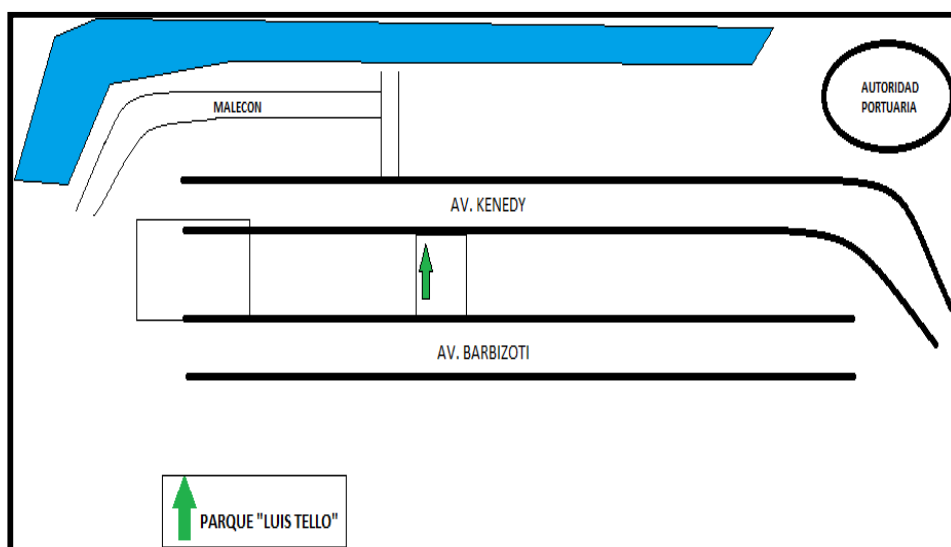 MALECON
AUTORIDAD
PORTUARIA
AV. KENEDY
AV. BARBIZOTI
PARQUE "LUIS TELLO"